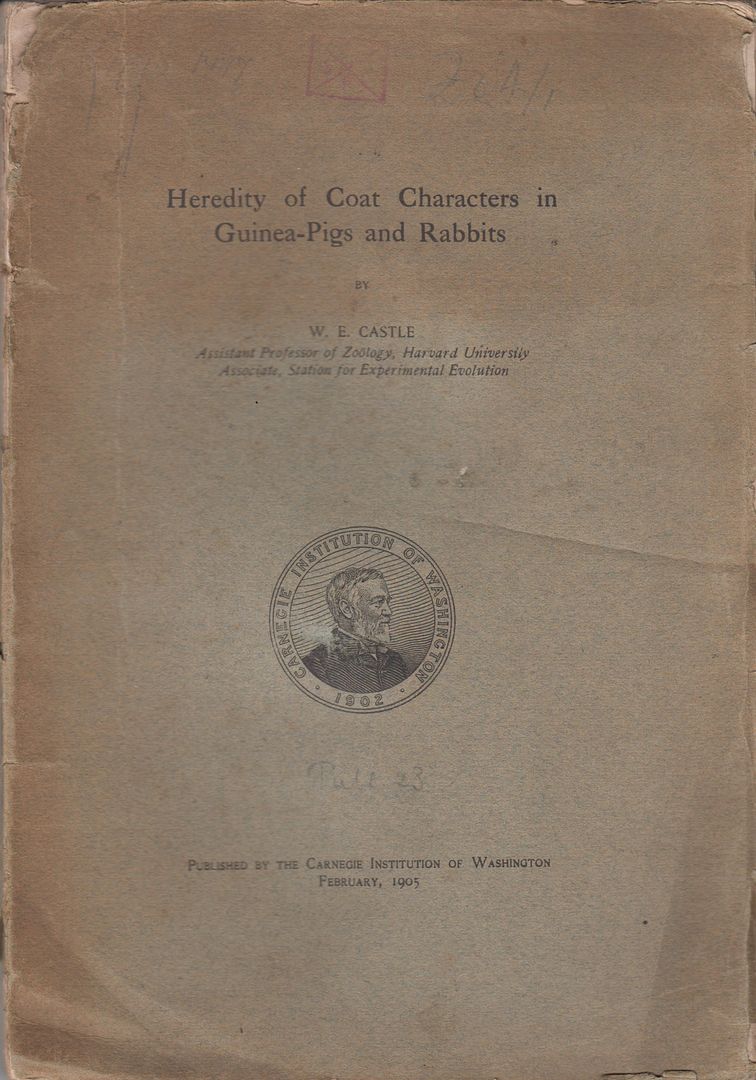 Heredity of Coat Characters in
Guinea-Pigs and Rabbits
BY
W. E. CASTLE
Assistant Professor of Zoölogy, Harvard University
Associate, Station for Experimental Evolution
CARNEGIE INSTITUTION OF WASHINGTON
· 1902 ·
PUBLISHED BY THE CARNEGIE INSTITUTION OF WASHINGTON
FEBRUARY, 1905